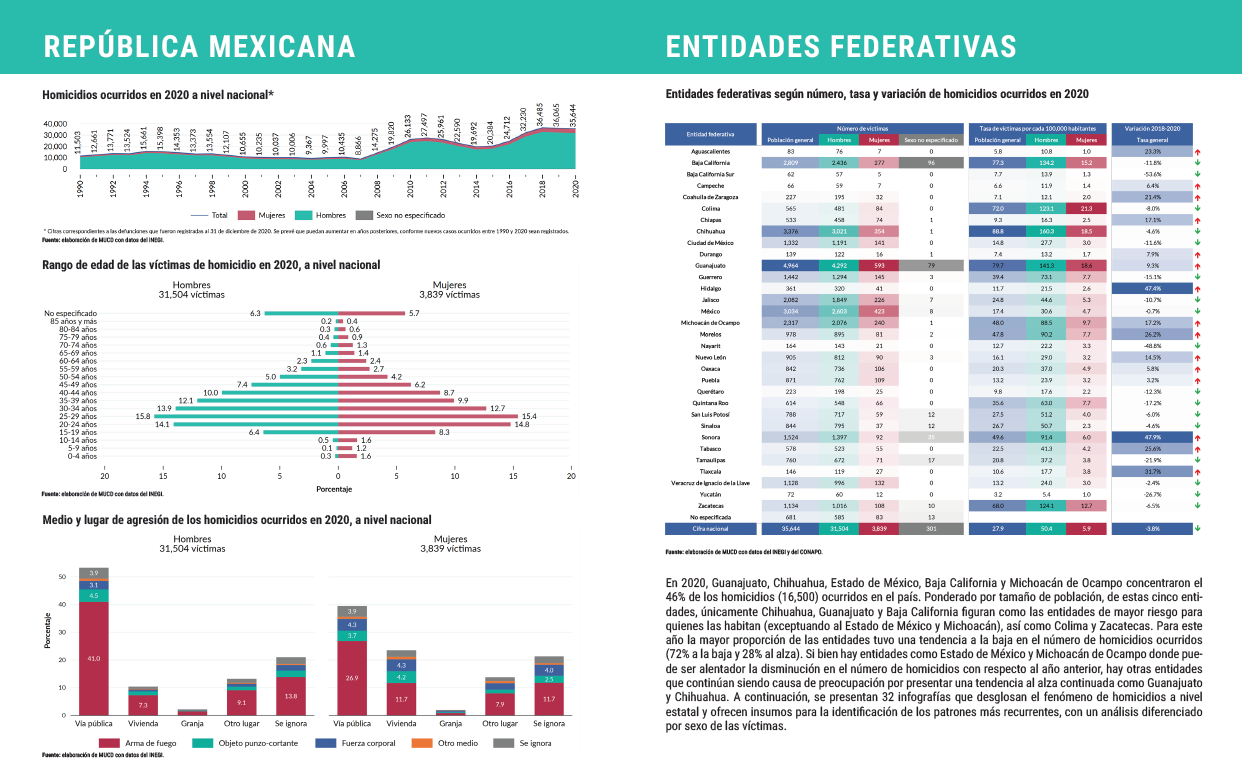 REPÚBLICA MEXICANA
Homicidios ocurridos en 2020 a nivel nacional*
11,503 12,661 13,771 13,524 15,661 15,398 14,353 13,273 13,554 12,107 10,655 10,235 10,037 10,006 9,367 9,997 10,435 8,866 14,275 19,820 26,133 27,497 25,961 22,590 19,692 20,384 24,712 32,230 36,485 36,065 35,644
40,000
30,000
20,000
10,000
0
1990 1992 1994 1996 1998 2000 2002 2004 2006 2008 2010 2012 2014 2016 2018 2020
Total Mujeres Hombres Sexo no especificado
* Cifras correspondientes a las defunciones que fueron registradas al 31 de diciembre de 2020. Se prevé que puedan aumentar en años posteriores, conforme nuevos casos ocurridos entre 1990 y 2020 sean registrados.
Fuente: elaboración de MUCD con datos del INEGI.
Rango de edad de las víctimas de homicidio en 2020, a nivel nacional
Hombres Mujeres
31,504 víctimas 3,839 víctimas
No especificado 6.3 5.7
85 años y más 0.2 0.4
80-84 años 0.3 0.6
75-79 años 0.4 0.9
70-74 años 0.6 1.3
65-69 años 1.1 1.4
60-64 años 2.3 2.4
55-59 años 3.2 2.7
50-54 años 5.0 4.2
45-49 años 7.4 6.2
40-44 años 10.0 8.7
35-39 años 12.1 9.9
30-34 años 13.9 12.7
25-29 años 15.8 15.4
20-24 años 14.1 14.8
15-19 años 6.4 8.3
10-14 años 0.5 1.6
5-9 años 0.1 1.2
0-4 años 0.3 1.6
20 15 10 5 0 5 10 15 20
Porcentaje
Fuente: elaboración de MUCD con datos del INEGI.
Medio y lugar de agresión de los homicidios ocurridos en 2020, a nivel nacional
Hombres Mujeres
31,504 víctimas 3,839 víctimas
Porcentaje
50
40
30
20
10
0
3.9 3.1 4.5 41.0 7.3 9.1 13.8
3.9 4.3 3.7 26.9 4.3 4.2 11.7 7.9 4.0 2.5 11.7
Vía pública Vivienda Granja Otro lugar Se ignora Vía pública Vivienda Granja Otro lugar Se ignora
Arma de fuego Objeto punzo-cortante Fuerza corporal Otro medio Se ignora
Fuente: elaboración de MUCD con datos del INEGI.
ENTIDADES FEDERATIVAS
Entidades federativas según número, tasa y variación de homicidios ocurridos en 2020
Entidad federativa Número de víctimas Tasa de víctimas por cada 100,000 habitantes Variación 2018-2020
Población general Hombres Mujeres Sexo no especificado Población general Hombres Mujeres Tasa general
Aguascalientes 83 76 7 0 5.8 10.8 1.0 23.3%
Baja California 2,809 2,436 277 96 77.3 134.2 15.2 -11.8%
Baja California Sur 62 57 5 0 7.7 13.9 1.3 -53.6%
Campeche 66 59 7 0 6.6 11.9 1.4 6.4%
Coahuila de Zaragoza 227 195 32 0 7.1 12.1 2.0 21.4%
Colima 565 481 84 0 72.0 123.1 21.3 -8.0%
Chiapas 533 458 74 1 9.3 16.3 2.5 17.1%
Chihuahua 3,376 3,021 354 1 88.8 160.3 18.5 -4.6%
Ciudad de México 1,332 1,191 141 0 14.8 27.7 3.0 -11.6%
Durango 139 122 16 1 7.4 13.2 1.7 7.9%
Guanajuato 4,964 4,292 593 79 79.7 141.3 18.6 9.3%
Guerrero 1,442 1,294 145 3 39.4 73.1 7.7 -15.1%
Hidalgo 361 320 41 0 11.7 21.5 2.6 47.4%
Jalisco 2,082 1,849 226 7 24.8 44.6 5.3 -10.7%
México 3,034 2,603 423 8 17.4 30.6 4.7 -0.7%
Michoacán de Ocampo 2,317 2,076 240 1 48.0 88.5 9.7 17.2%
Morelos 978 895 81 2 47.8 90.2 7.7 26.2%
Nayarit 164 143 21 0 12.7 22.2 3.3 -48.8%
Nuevo León 905 812 90 3 16.1 29.0 3.2 14.5%
Oaxaca 842 736 106 0 20.3 37.0 4.9 5.8%
Puebla 871 762 109 0 13.2 23.9 3.2 3.2%
Querétaro 223 198 25 0 9.8 17.6 2.2 -12.3%
Quintana Roo 614 548 66 0 35.6 63.0 7.7 -17.2%
San Luis Potosí 788 717 59 12 27.5 51.2 4.0 -6.0%
Sinaloa 844 795 37 12 26.7 50.7 2.3 -4.6%
Sonora 1,524 1,397 92 35 49.6 91.4 6.0 47.9%
Tabasco 578 523 55 0 22.5 41.3 4.2 25.6%
Tamaulipas 760 672 71 17 20.8 37.2 3.8 -21.9%
Tlaxcala 146 119 27 0 10.6 17.7 3.8 31.7%
Veracruz de Ignacio de la Llave 1,128 996 132 0 13.2 24.0 3.0 -2.4%
Yucatán 72 60 12 0 3.2 5.4 1.0 -26.7%
Zacatecas 1,134 1,016 108 10 68.0 124.1 12.7 -6.5%
No especificada 681 585 83 13
Cifra nacional 35,644 31,504 3,839 301 27.9 50.4 5.9 -3.8%
Fuente: elaboración de MUCD con datos del INEGI y del CONAPO.
En 2020, Guanajuato, Chihuahua, Estado de México, Baja California y Michoacán de Ocampo concentraron el
46% de los homicidios (16,500) ocurridos en el país. Ponderado por tamaño de población, de estas cinco enti-
dades, únicamente Chihuahua, Guanajuato y Baja California figuran como las entidades de mayor riesgo para
quienes las habitan (exceptuando al Estado de México y Michoacán), así como Colima y Zacatecas. Para este
año la mayor proporción de las entidades tuvo una tendencia a la baja en el número de homicidios ocurridos
(72% a la baja y 28% al alza). Si bien hay entidades como Estado de México y Michoacán de Ocampo donde pue-
de ser alentador la disminución en el número de homicidios con respecto al año anterior, hay otras entidades
que continúan siendo causa de preocupación por presentar una tendencia al alza continuada como Guanajuato
y Chihuahua. A continuación, se presentan 32 infografías que desglosan el fenómeno de homicidios a nivel
estatal y ofrecen insumos para la identificación de los patrones más recurrentes, con un análisis diferenciado
por sexo de las víctimas.